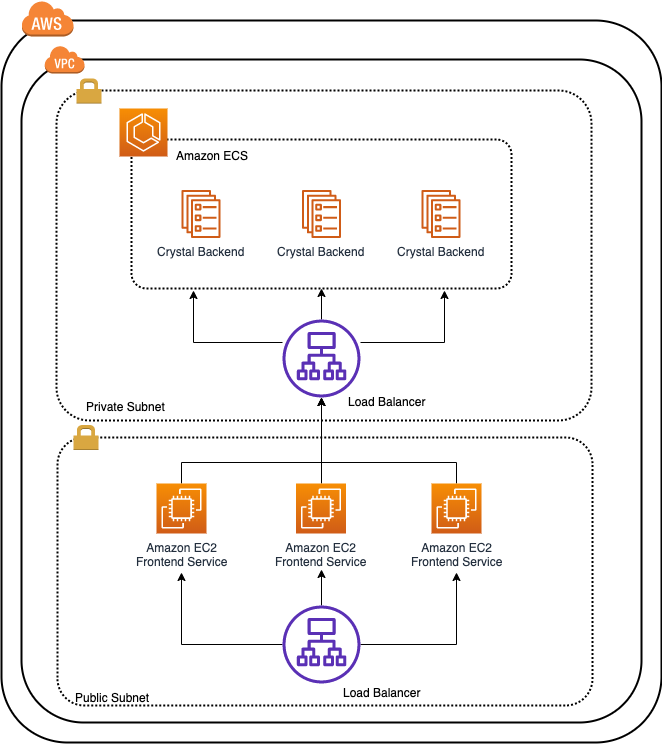 AWS
VPC
Amazon ECS
Crystal Backend
Crystal Backend
Crystal Backend
Load Balancer
Private Subnet
Amazon EC2
Frontend Service
Amazon EC2
Frontend Service
Amazon EC2
Frontend Service
Load Balancer
Public Subnet